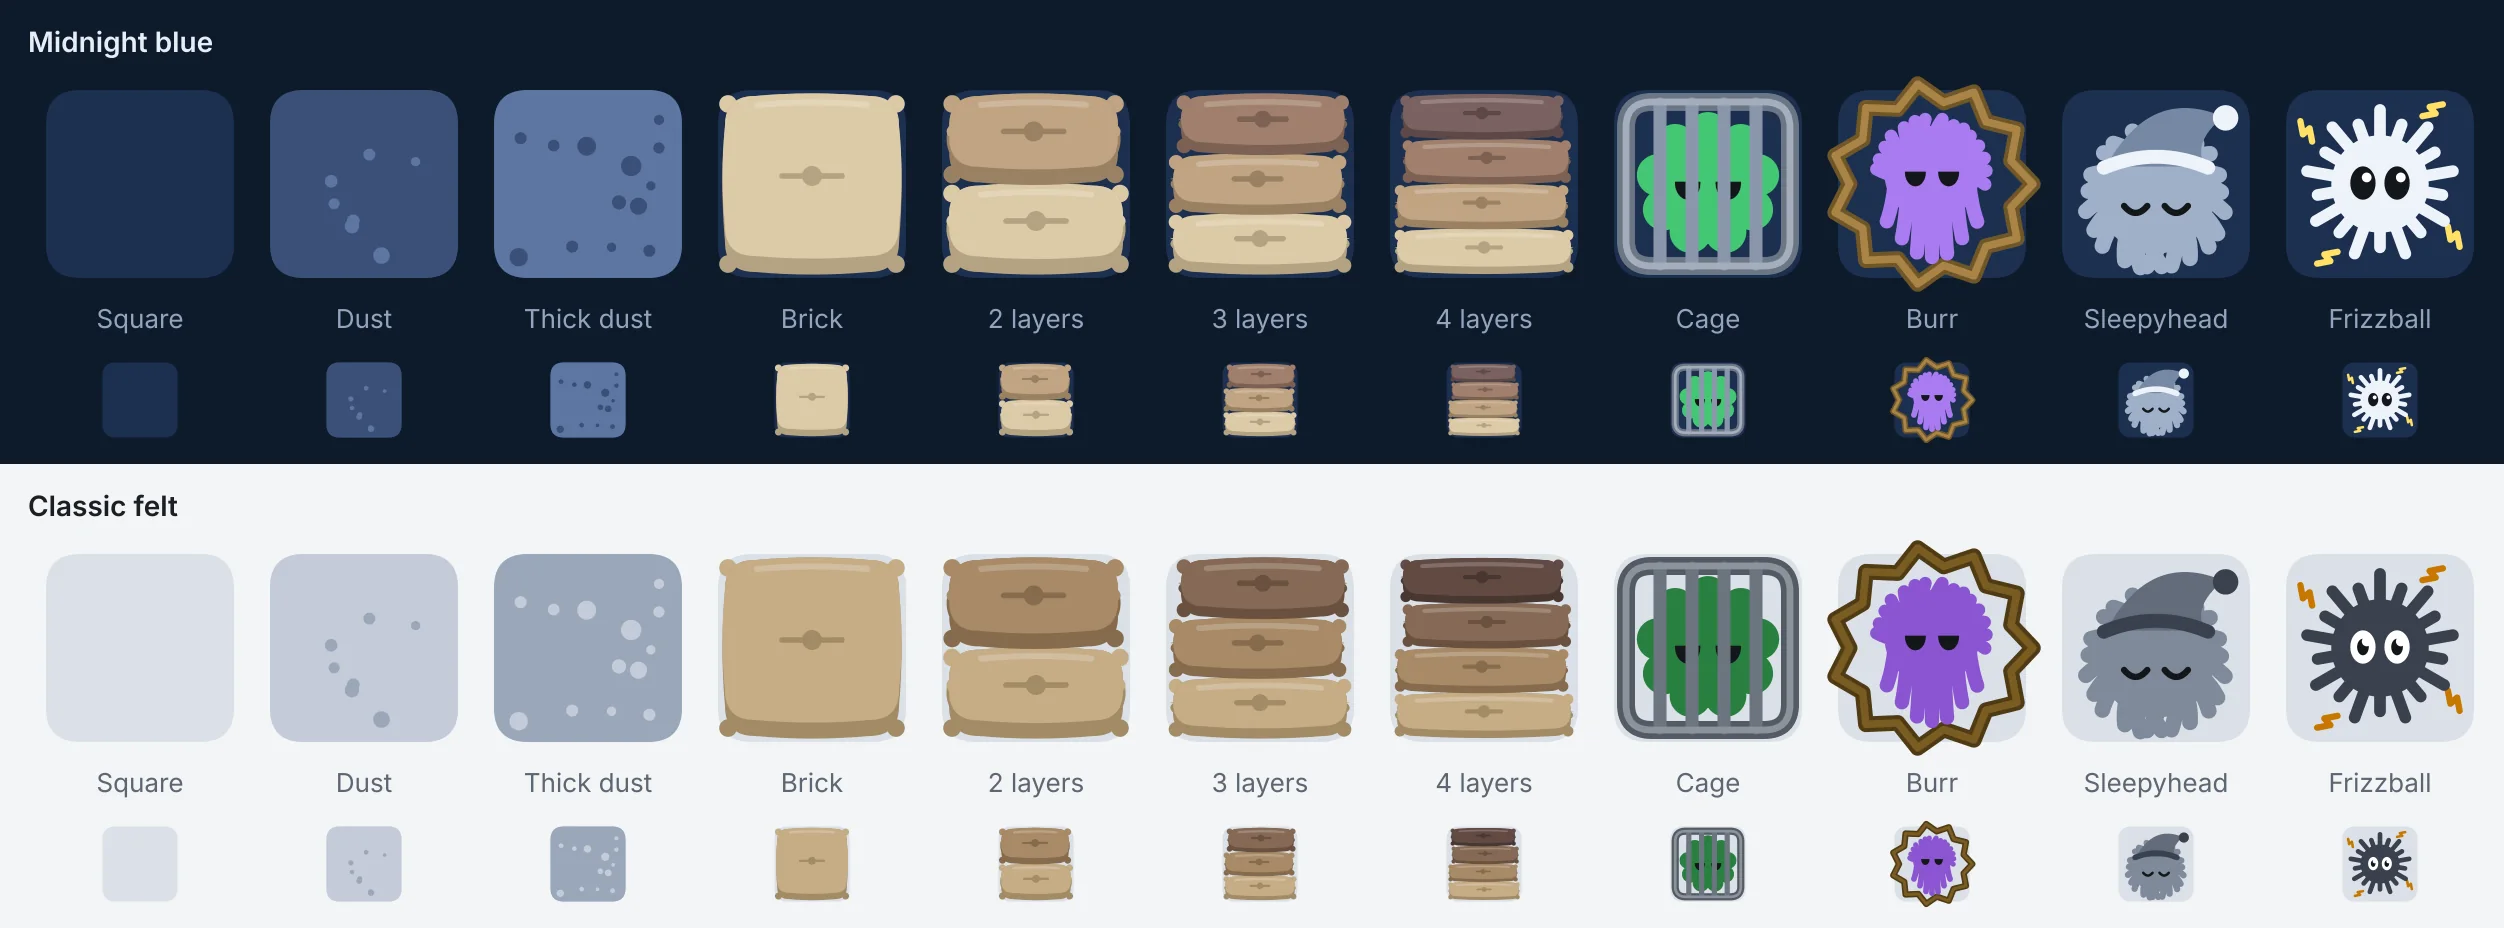 Midnight blue
Square
Dust
Thick dust
Brick
2 layers
3 layers
4 layers
Cage
Burr
Sleepyhead
Frizzball
Classic felt
Square
Dust
Thick dust
Brick
2 layers
3 layers
4 layers
Cage
Burr
Sleepyhead
Frizzball